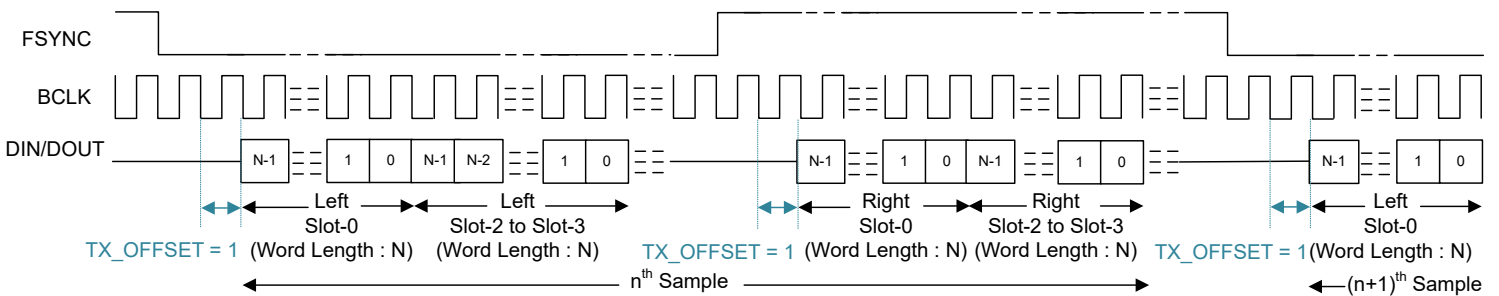 FSYNC
BCLK
DIN/DOUT
N-1 1 0 N-1 N-2 1 0 N-1 1 0 N-1 1 0 N-1 1 0
Left Left Right Right Left
Slot-0 Slot-2 to Slot-3 Slot-0 Slot-2 to Slot-3 Slot-0
TX_OFFSET = 1 (Word Length : N) (Word Length : N) TX_OFFSET = 1 (Word Length : N) (Word Length : N) TX_OFFSET = 1 (Word Length : N)
nth Sample (n+1)th Sample